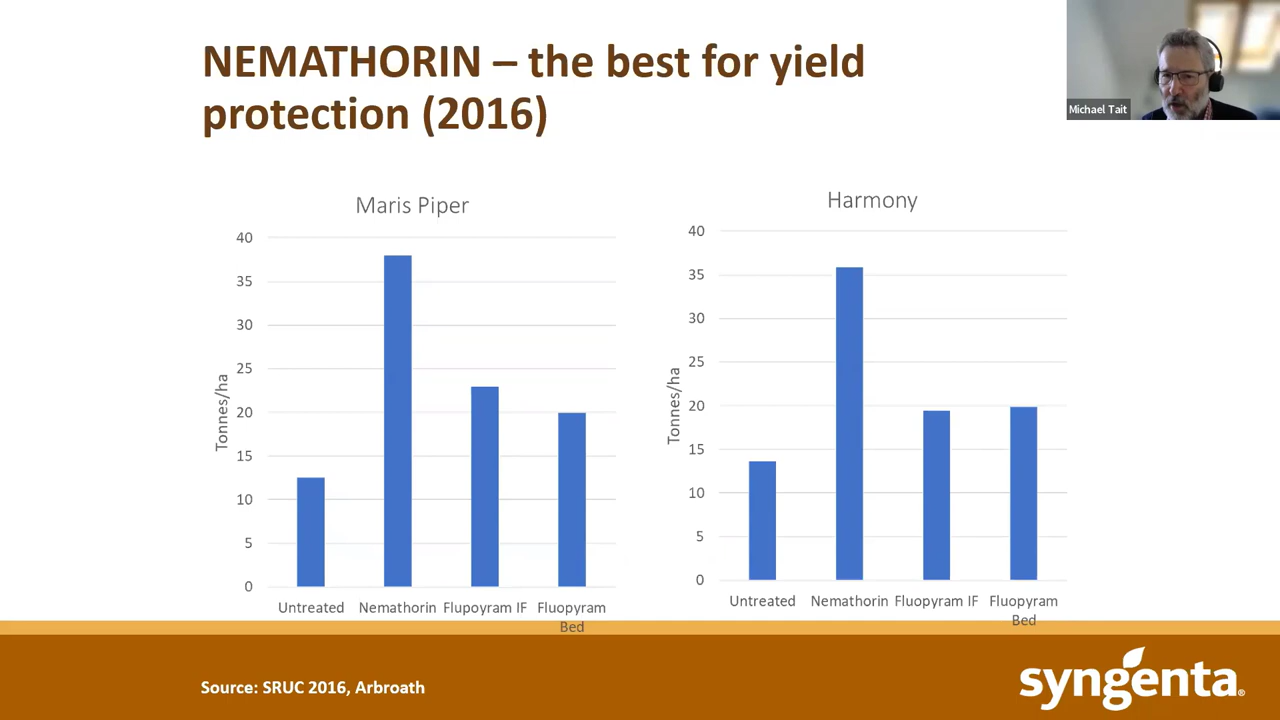 NEMATHORIN – the best for yield
protection (2016)
Michael Tait
Maris Piper
40
35
30
25
20
15
10
5
0
Tonnes/ha
Untreated
Nemathorin
Flupoyram IF
Fluopyram
Bed
Harmony
40
35
30
25
20
15
10
5
0
Tonnes/ha
Untreated
Nemathorin
Fluopyram IF
Fluopyram
Bed
Source: SRUC 2016, Arbroath
syngenta®